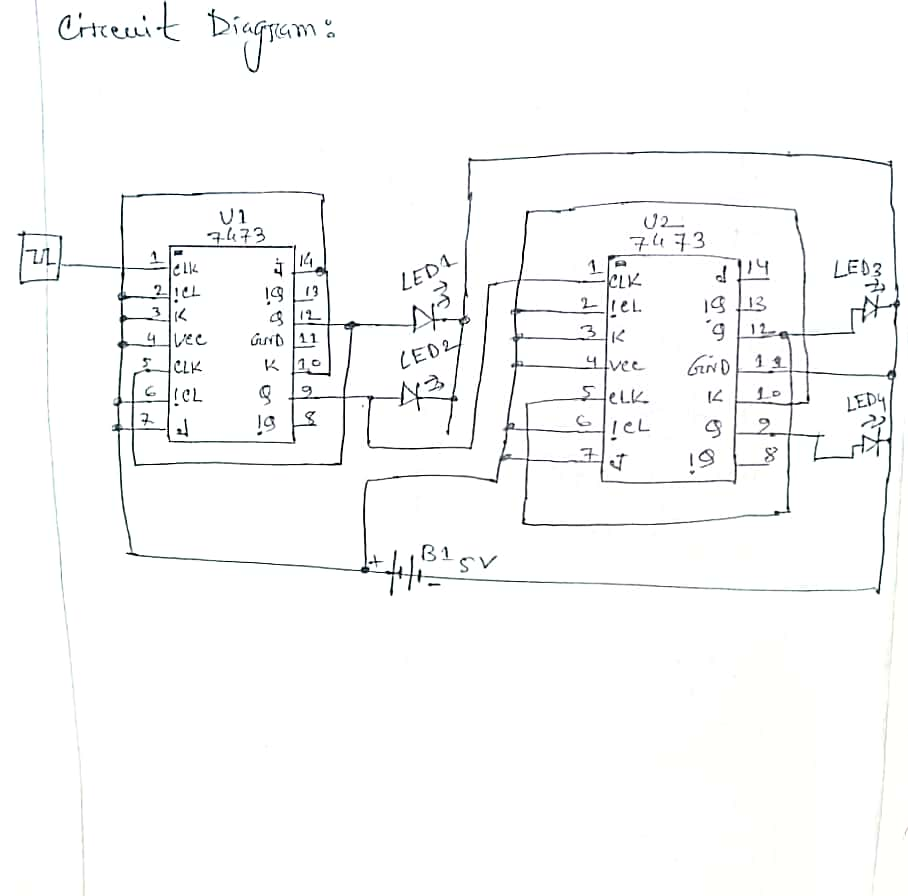 Circuit Diagram:
U1
7473
1 CLK J 14
2 !CL !Q 13
3 K Q 12
4 VCC GND 11
5 CLK K 10
6 !CL Q 9
7 J !Q 8
LED1
LED2
U2
7473
1 CLK J 14
2 !CL !Q 13
3 K Q 12
4 VCC GND 11
5 CLK K 10
6 !CL Q 9
7 J !Q 8
LED3
LED4
+ B1 5V -